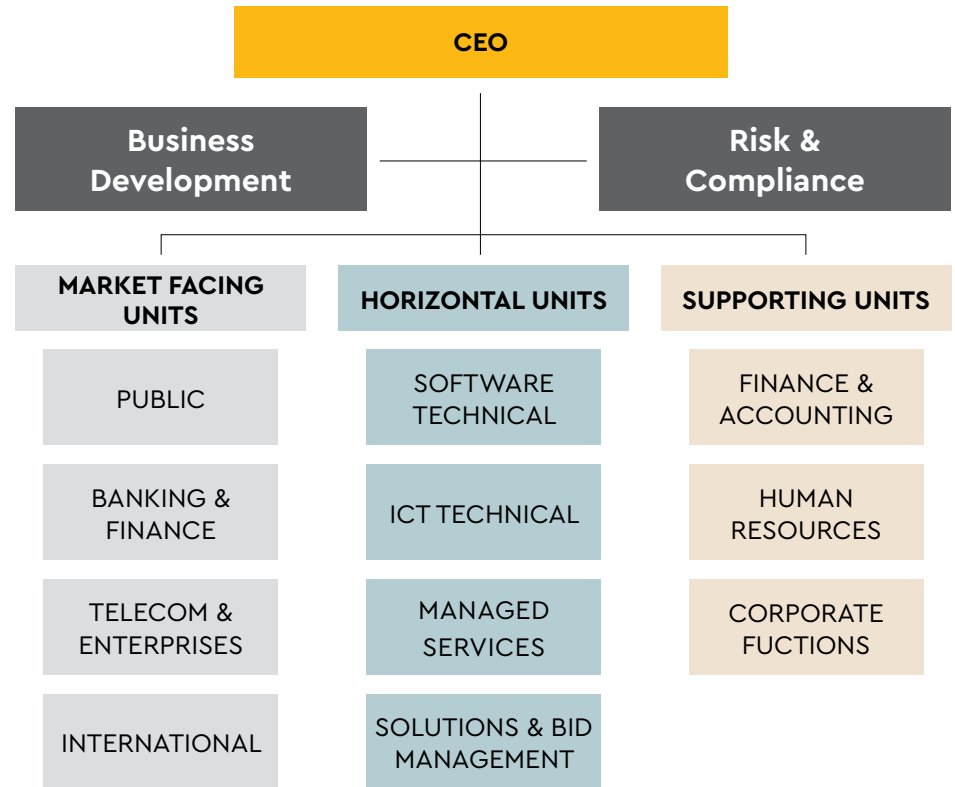 CEO
Business
Development
Risk &
Compliance
MARKET FACING
UNITS
HORIZONTAL UNITS
SUPPORTING UNITS
PUBLIC
SOFTWARE
TECHNICAL
FINANCE &
ACCOUNTING
BANKING &
FINANCE
ICT TECHNICAL
HUMAN
RESOURCES
TELECOM &
ENTERPRISES
MANAGED
SERVICES
CORPORATE
FUCTIONS
INTERNATIONAL
SOLUTIONS & BID
MANAGEMENT